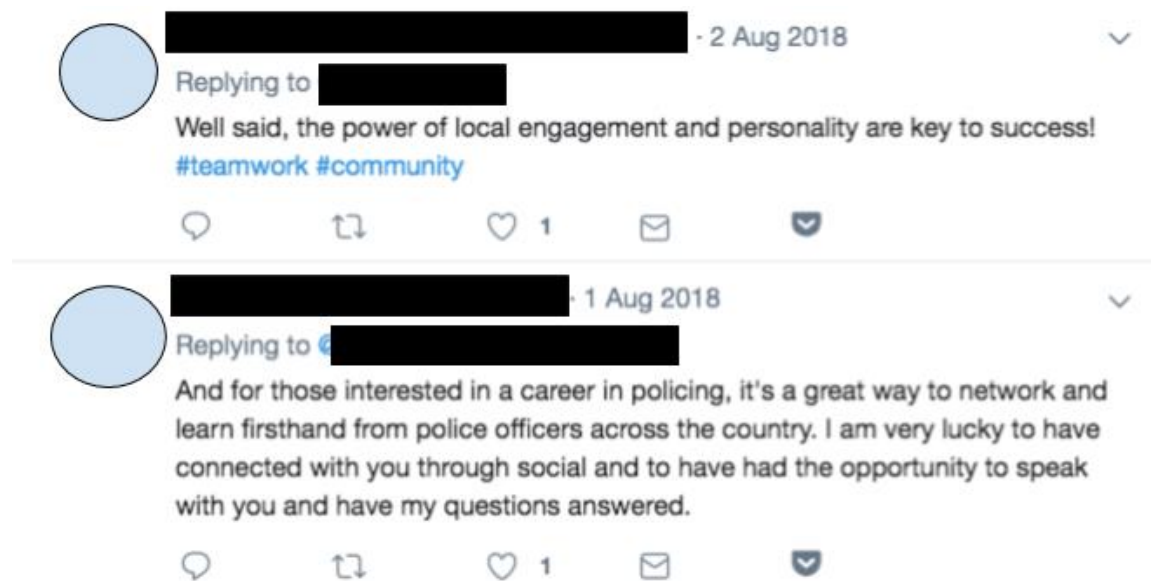 · 2 Aug 2018
Replying to
Well said, the power of local engagement and personality are key to success!
#teamwork #community
1
· 1 Aug 2018
Replying to @
And for those interested in a career in policing, it's a great way to network and
learn firsthand from police officers across the country. I am very lucky to have
connected with you through social and to have had the opportunity to speak
with you and have my questions answered.
1